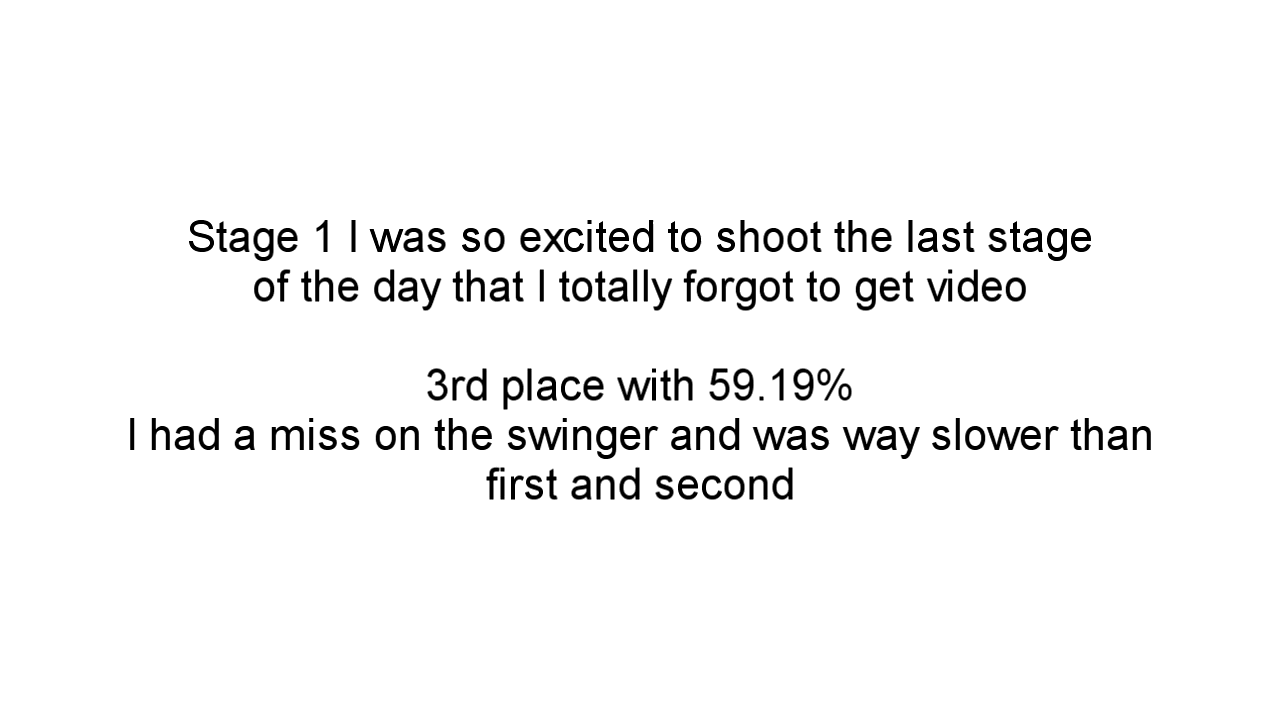 Stage 1 I was so excited to shoot the last stage
of the day that I totally forgot to get video
3rd place with 59.19%
I had a miss on the swinger and was way slower than
first and second